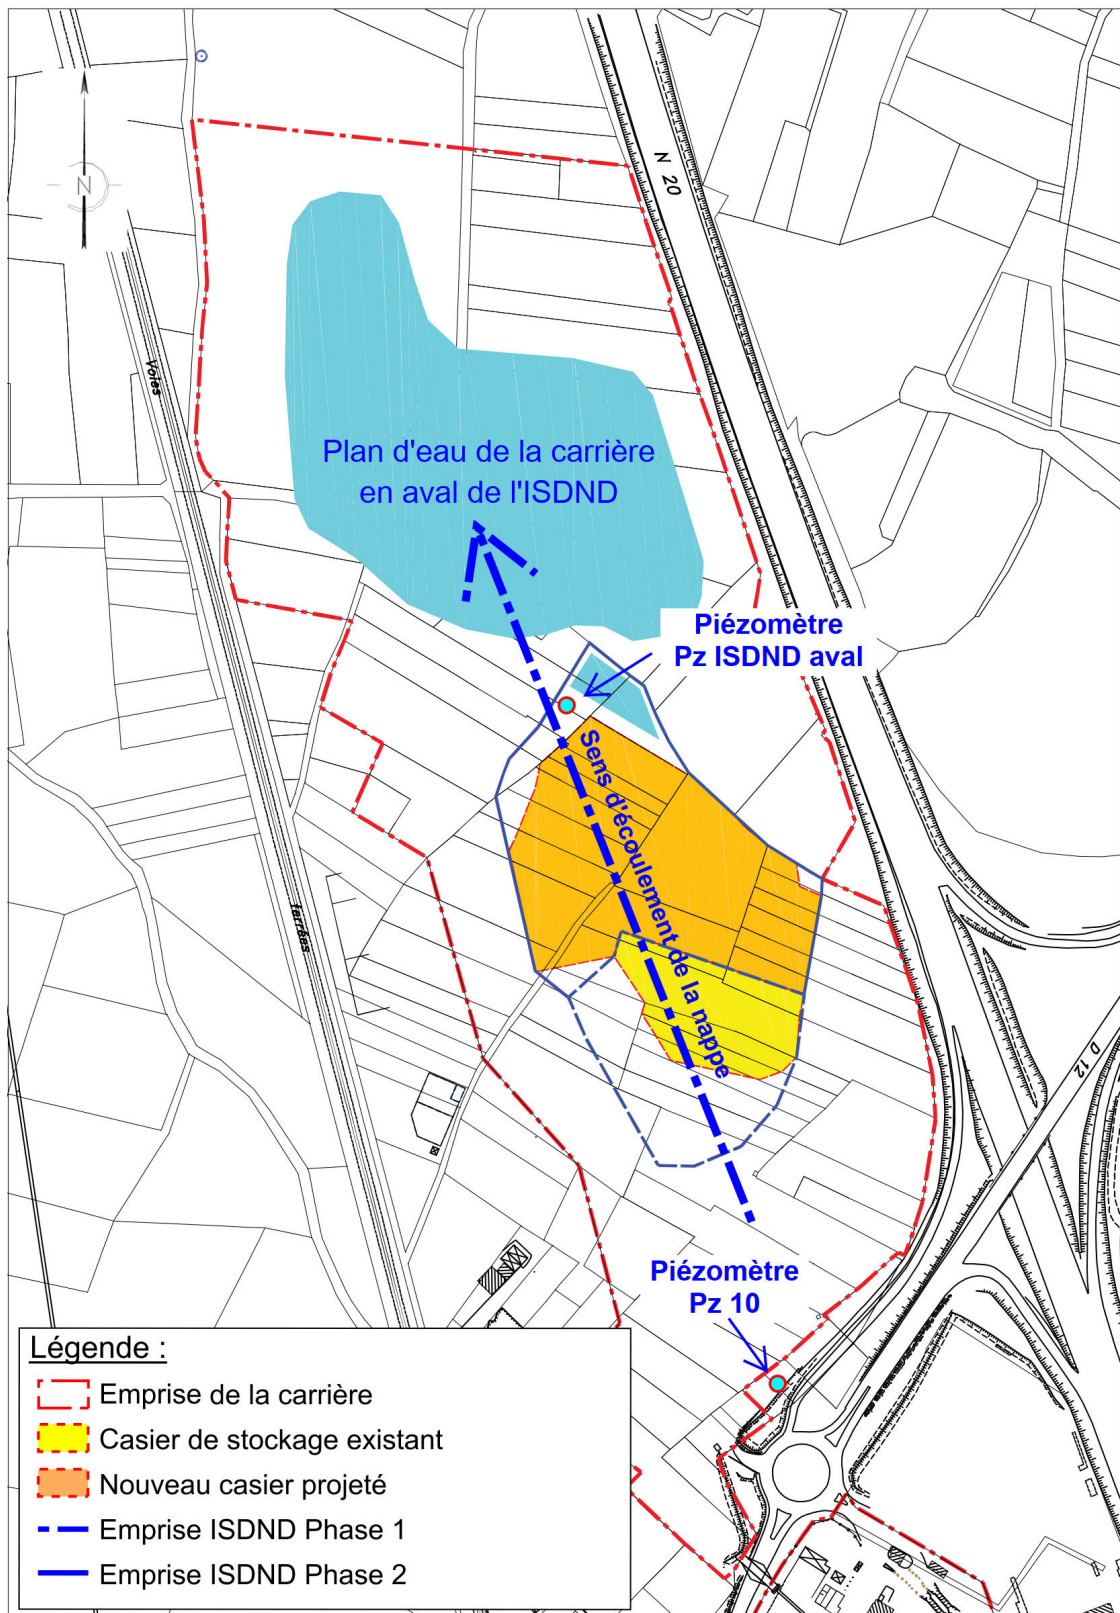 N
N 20
Voies
Plan d'eau de la carrière
en aval de l'ISDND
Piézomètre
Pz ISDND aval
Sens d'écoulement de la nappe
ferrées
D 12
Piézomètre
Pz 10
Légende :
Emprise de la carrière
Casier de stockage existant
Nouveau casier projeté
Emprise ISDND Phase 1
Emprise ISDND Phase 2